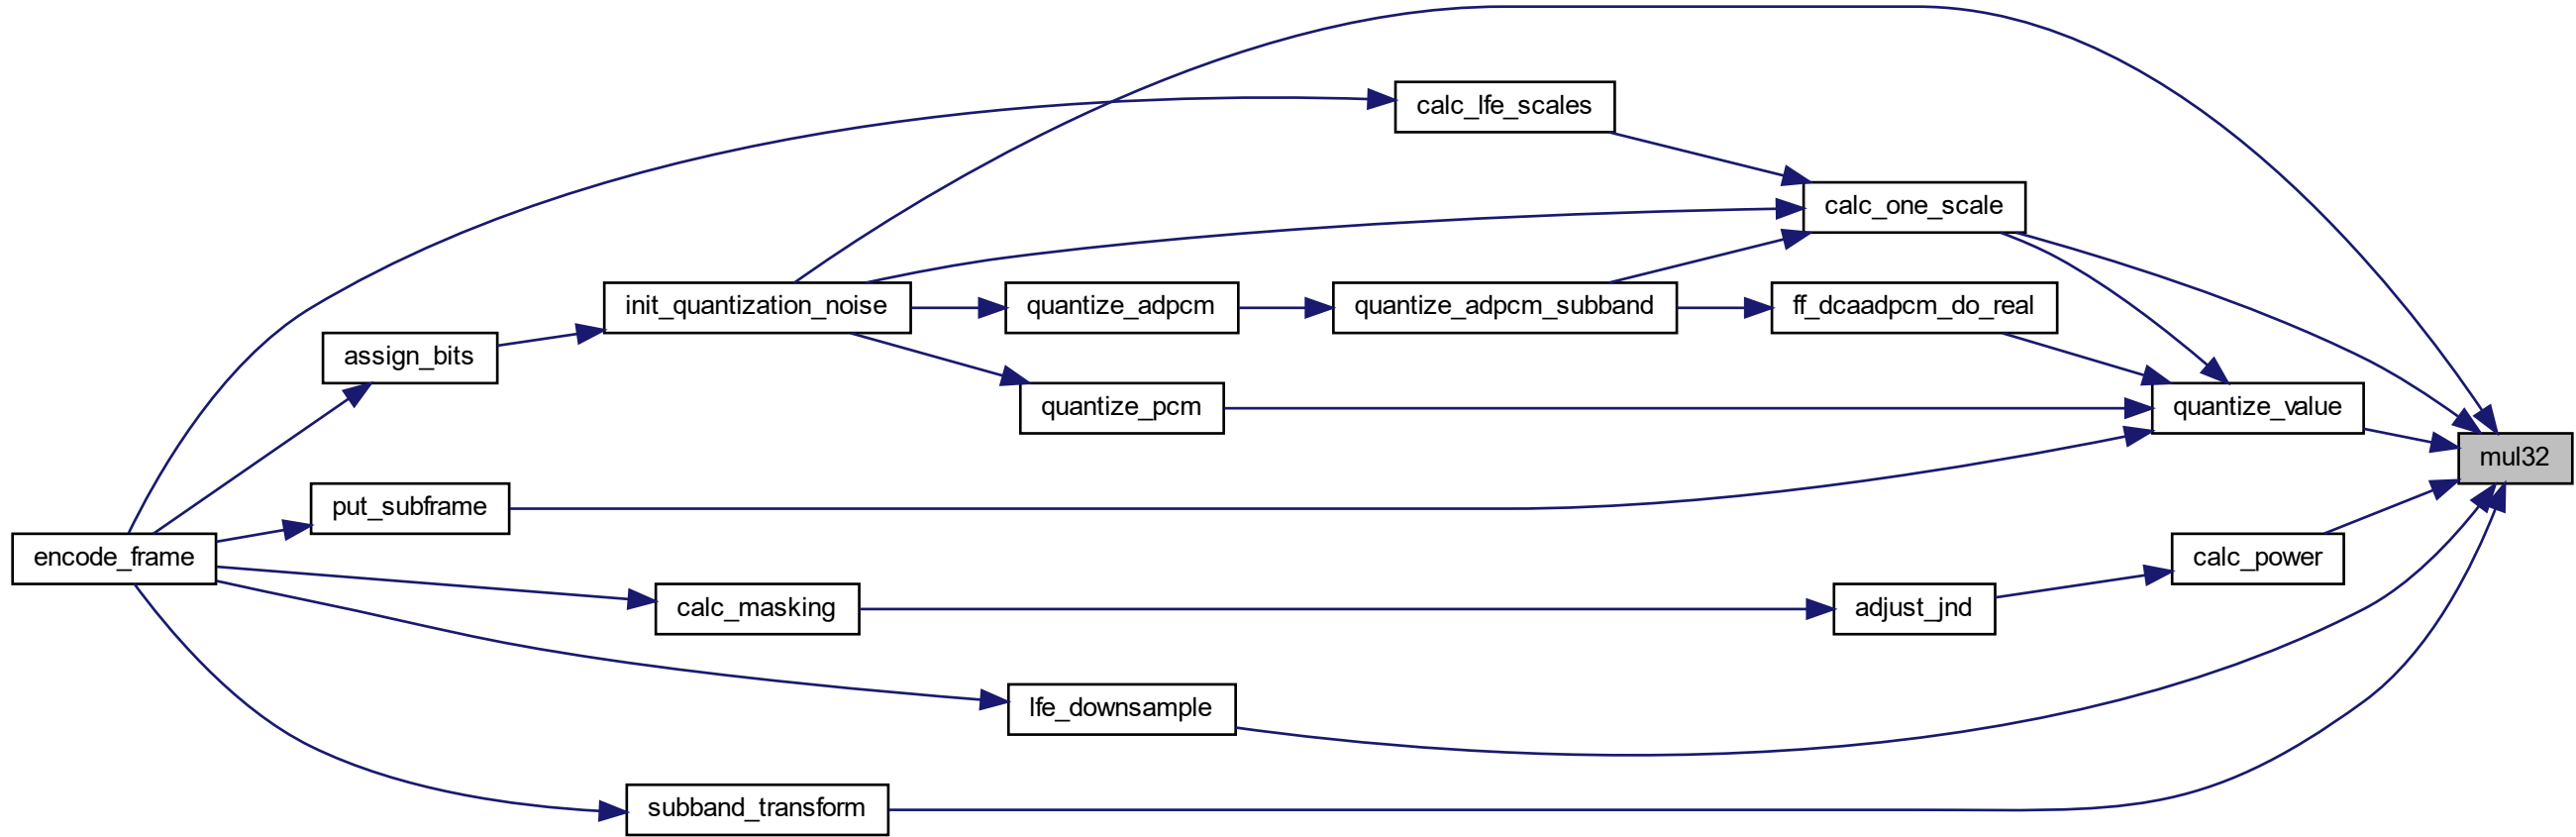 calc_lfe_scales
calc_one_scale
init_quantization_noise
quantize_adpcm
quantize_adpcm_subband
ff_dcaadpcm_do_real
assign_bits
quantize_pcm
quantize_value
mul32
put_subframe
encode_frame
calc_power
calc_masking
adjust_jnd
lfe_downsample
subband_transform